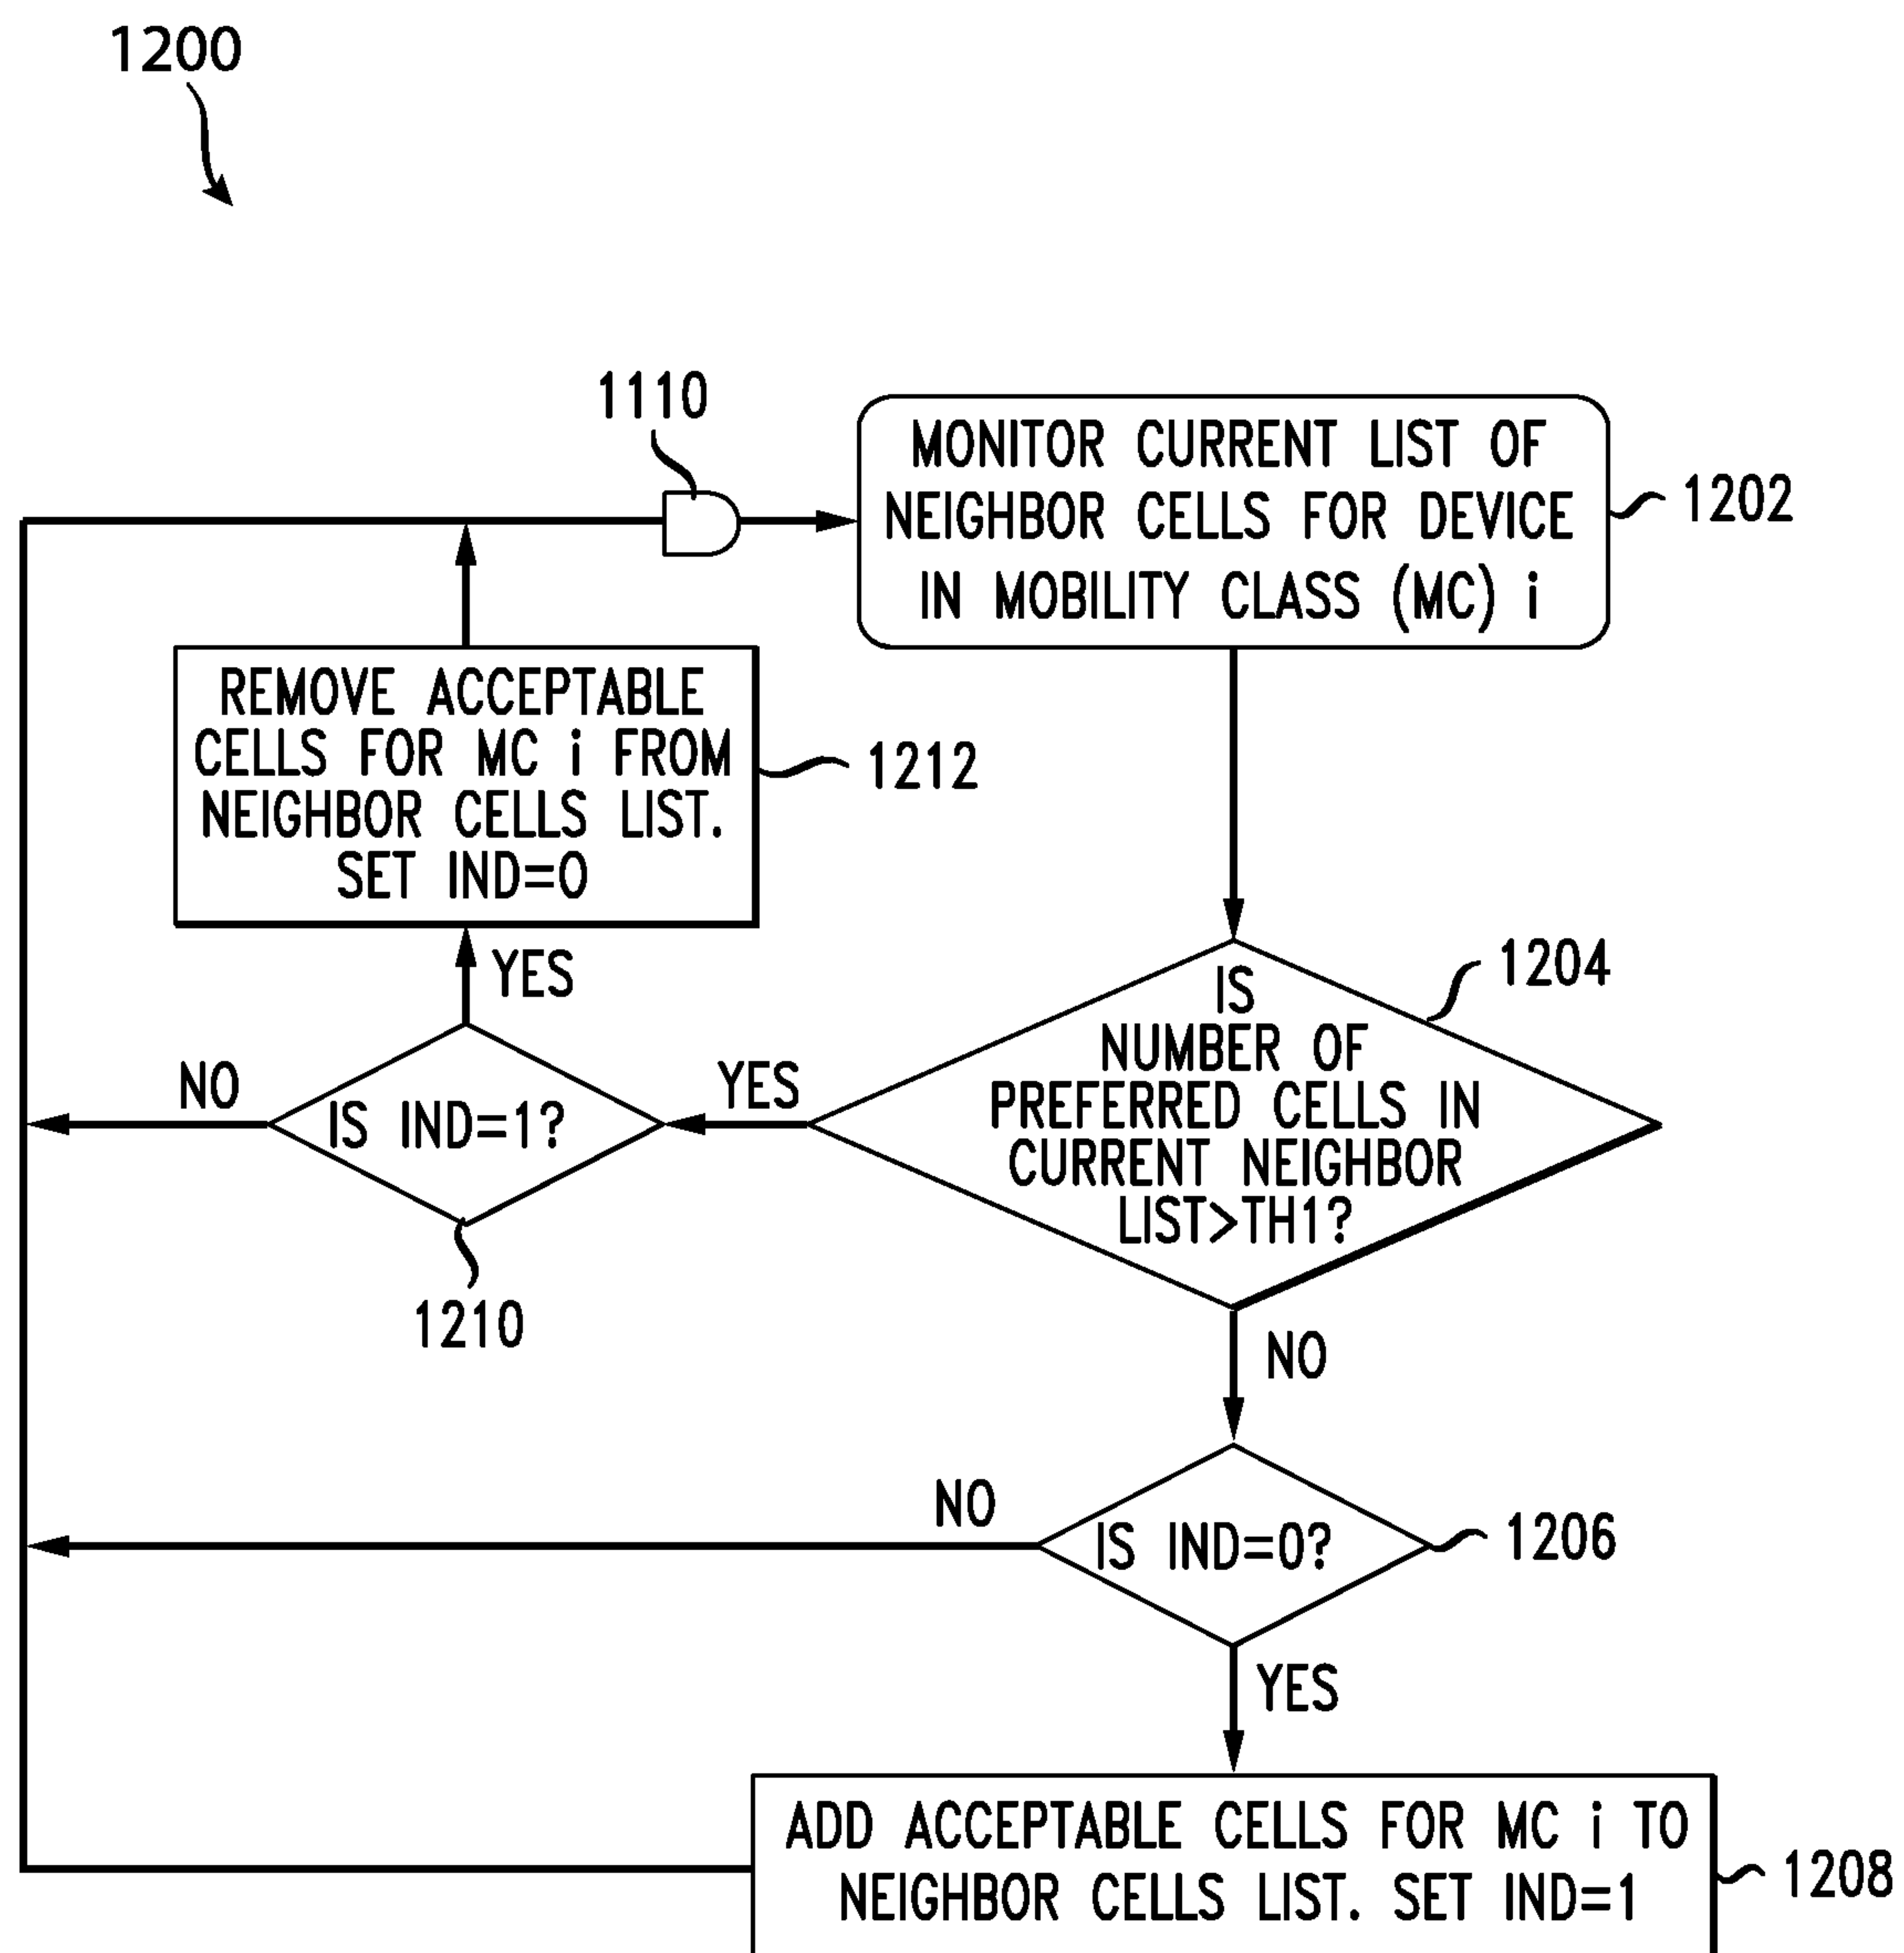 1200
1110
MONITOR CURRENT LIST OF
NEIGHBOR CELLS FOR DEVICE
IN MOBILITY CLASS (MC) i
1202
REMOVE ACCEPTABLE
CELLS FOR MC i FROM
NEIGHBOR CELLS LIST.
SET IND=0
1212
YES
IS
NUMBER OF
PREFERRED CELLS IN
CURRENT NEIGHBOR
LIST>TH1?
1204
YES
NO
IS IND=1?
1210
NO
NO
IS IND=0?
1206
YES
ADD ACCEPTABLE CELLS FOR MC i TO
NEIGHBOR CELLS LIST. SET IND=1
1208